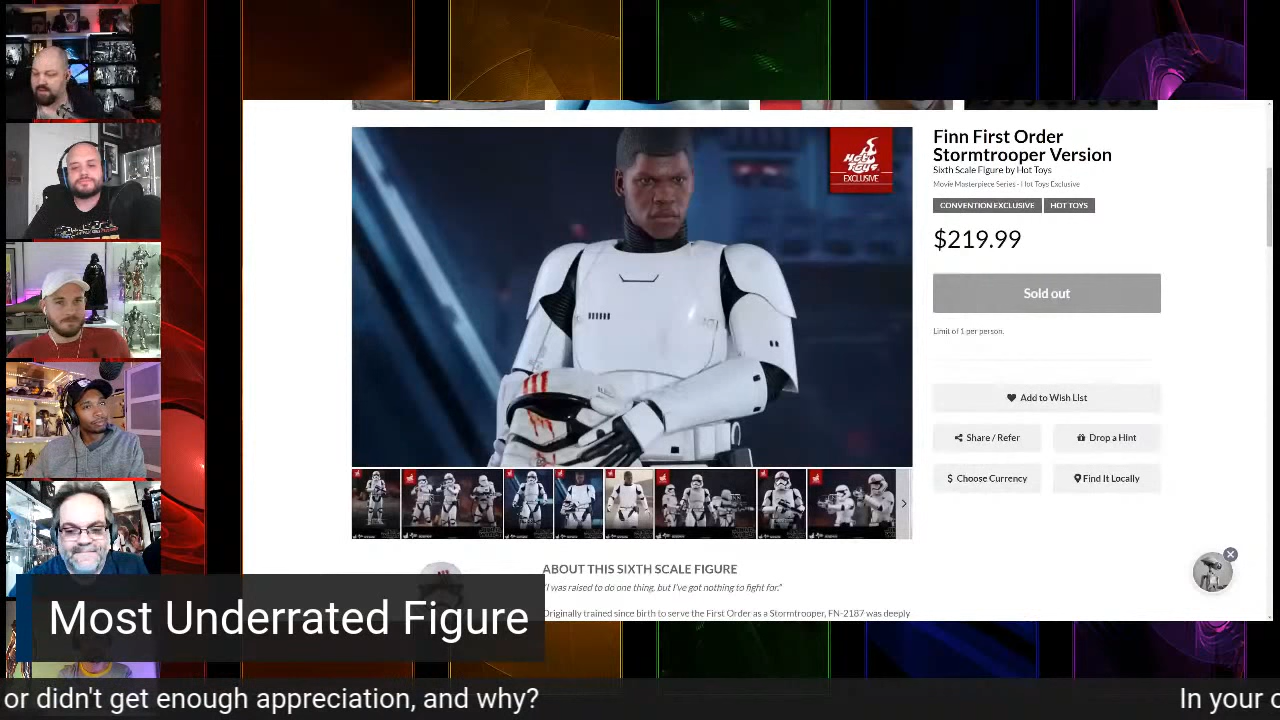 Finn First Order
Stormtrooper Version
Sixth Scale Figure by Hot Toys
Movie Masterpiece Series - Hot Toys Exclusive
CONVENTION EXCLUSIVE
HOT TOYS
$219.99
Sold out
Limit of 1 per person.
Add to Wish List
Share / Refer
Drop a Hint
$ Choose Currency
Find It Locally
Hot Toys
EXCLUSIVE
ABOUT THIS SIXTH SCALE FIGURE
"I was raised to do one thing, but I've got nothing to fight for."
Originally trained since birth to serve the First Order as a Stormtrooper, FN-2187 was deeply
Most Underrated Figure
or didn't get enough appreciation, and why?
In your